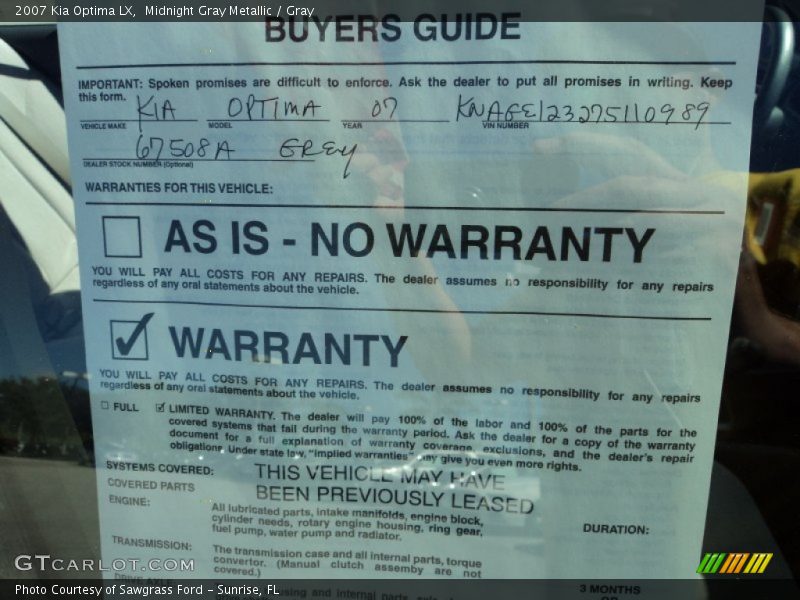 2007 Kia Optima LX,  Midnight Gray Metallic / Gray
BUYERS GUIDE
IMPORTANT: Spoken promises are difficult to enforce. Ask the dealer to put all promises in writing. Keep
this form.
KIA OPTIMA 07 KNAGE123275110989
VEHICLE MAKE MODEL YEAR VIN NUMBER
67508A GREY
DEALER STOCK NUMBER (Optional)
WARRANTIES FOR THIS VEHICLE:
AS IS - NO WARRANTY
YOU WILL PAY ALL COSTS FOR ANY REPAIRS. The dealer assumes no responsibility for any repairs
regardless of any oral statements about the vehicle.
WARRANTY
YOU WILL PAY ALL COSTS FOR ANY REPAIRS. The dealer assumes no responsibility for any repairs
regardless of any oral statements about the vehicle.
FULL LIMITED WARRANTY. The dealer will pay 100% of the labor and 100% of the parts for the
covered systems that fail during the warranty period. Ask the dealer for a copy of the warranty
document for a full explanation of warranty coverage, exclusions, and the dealer's repair
obligations. Under state law, "implied warranties" may give you even more rights.
SYSTEMS COVERED: THIS VEHICLE MAY HAVE
COVERED PARTS BEEN PREVIOUSLY LEASED
ENGINE: All lubricated parts, intake manifolds, engine block,
cylinder needs, rotary engine housing, ring gear,
fuel pump, water pump and radiator.
DURATION:
TRANSMISSION: The transmission case and all internal parts, torque
convertor. (Manual clutch assemby are not
covered.)
DRIVE AXLE housing and internal parts
3 MONTHS
OR
GTCARLOT.COM
Photo Courtesy of Sawgrass Ford – Sunrise, FL